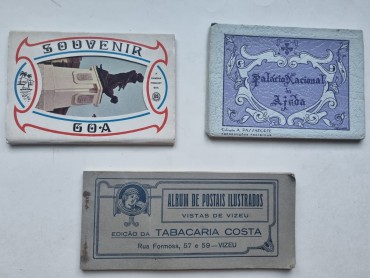 SOUVENIR
GOA
Palácio Nacional
da
Ajuda
ALBUM DE POSTAIS ILUSTRADOS
VISTAS DE VIZEU
EDIÇÃO DA TABACARIA COSTA
Rua Formosa, 57 e 59—VIZEU